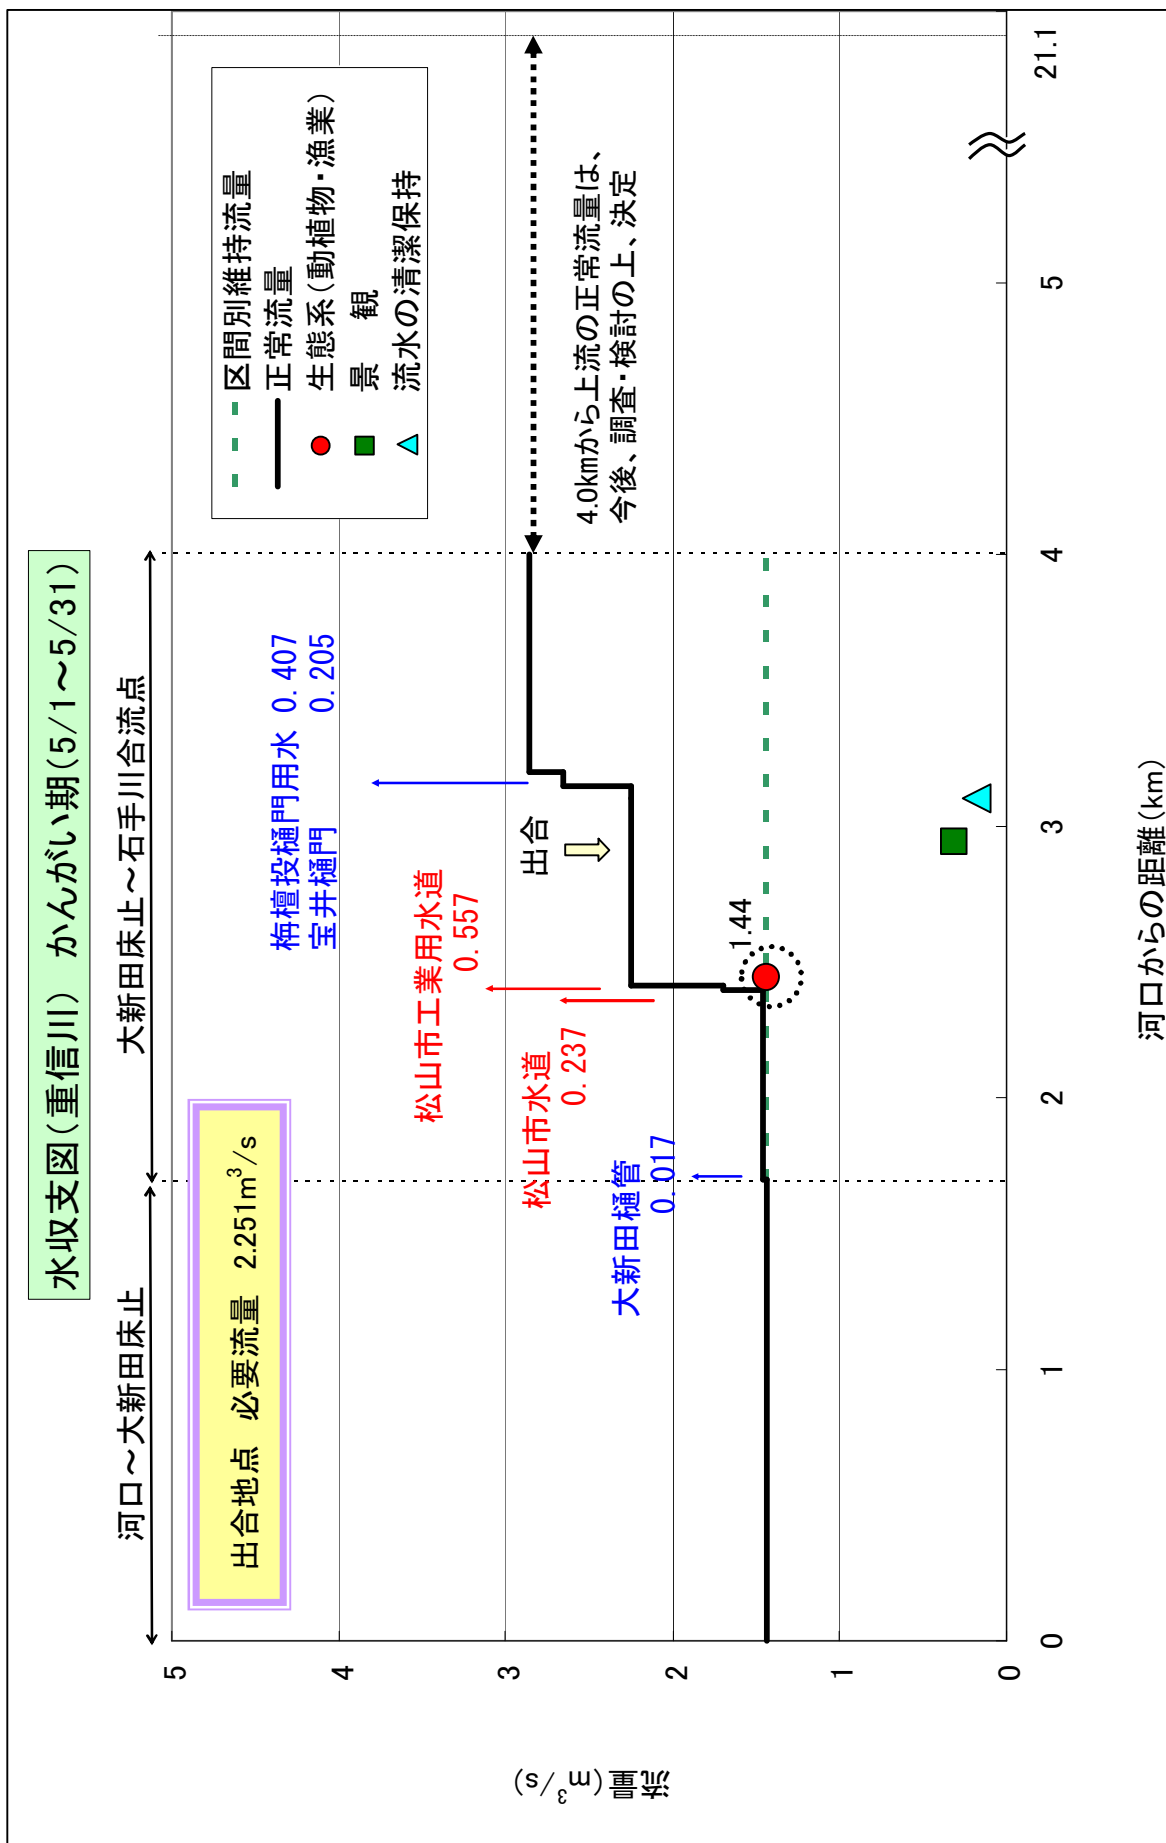 水収支図(重信川)　かんがい期(5/1～5/31)
河口～大新田床止
大新田床止～石手川合流点
出合地点　必要流量　2.251m³/s
区間別維持流量
正常流量
生態系(動植物・漁業)
景　観
流水の清潔保持
栴檀投樋門用水 0.407
宝井樋門　　0.205
松山市工業用水道
0.557
出合
松山市水道
0.237
大新田樋管
0.017
1.44
4.0kmから上流の正常流量は、
今後、調査・検討の上、決定
流量(m³/s)
5
4
3
2
1
0
0
1
2
3
4
5
21.1
河口からの距離(km)